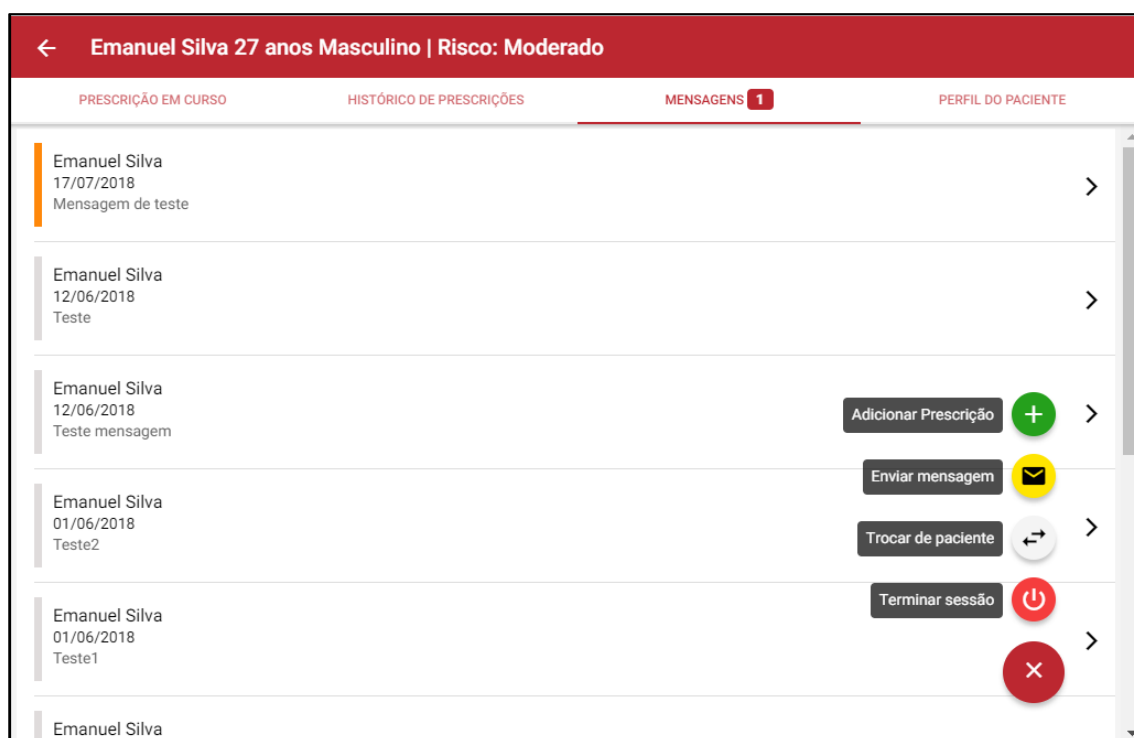 Emanuel Silva 27 anos Masculino | Risco: Moderado
PRESCRIÇÃO EM CURSO
HISTÓRICO DE PRESCRIÇÕES
MENSAGENS 1
PERFIL DO PACIENTE
Emanuel Silva
17/07/2018
Mensagem de teste
Emanuel Silva
12/06/2018
Teste
Emanuel Silva
12/06/2018
Teste mensagem
Adicionar Prescrição
Enviar mensagem
Emanuel Silva
01/06/2018
Teste2
Trocar de paciente
Terminar sessão
Emanuel Silva
01/06/2018
Teste1
Emanuel Silva